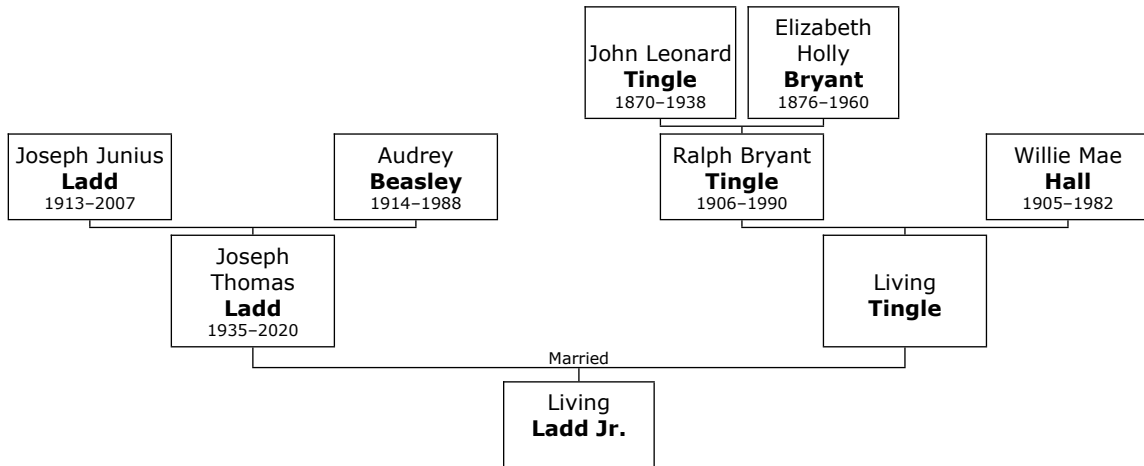 John Leonard
Tingle
1870–1938
Elizabeth
Holly
Bryant
1876–1960
Joseph Junius
Ladd
1913–2007
Audrey
Beasley
1914–1988
Ralph Bryant
Tingle
1906–1990
Willie Mae
Hall
1905–1982
Joseph
Thomas
Ladd
1935–2020
Living
Tingle
Married
Living
Ladd Jr.